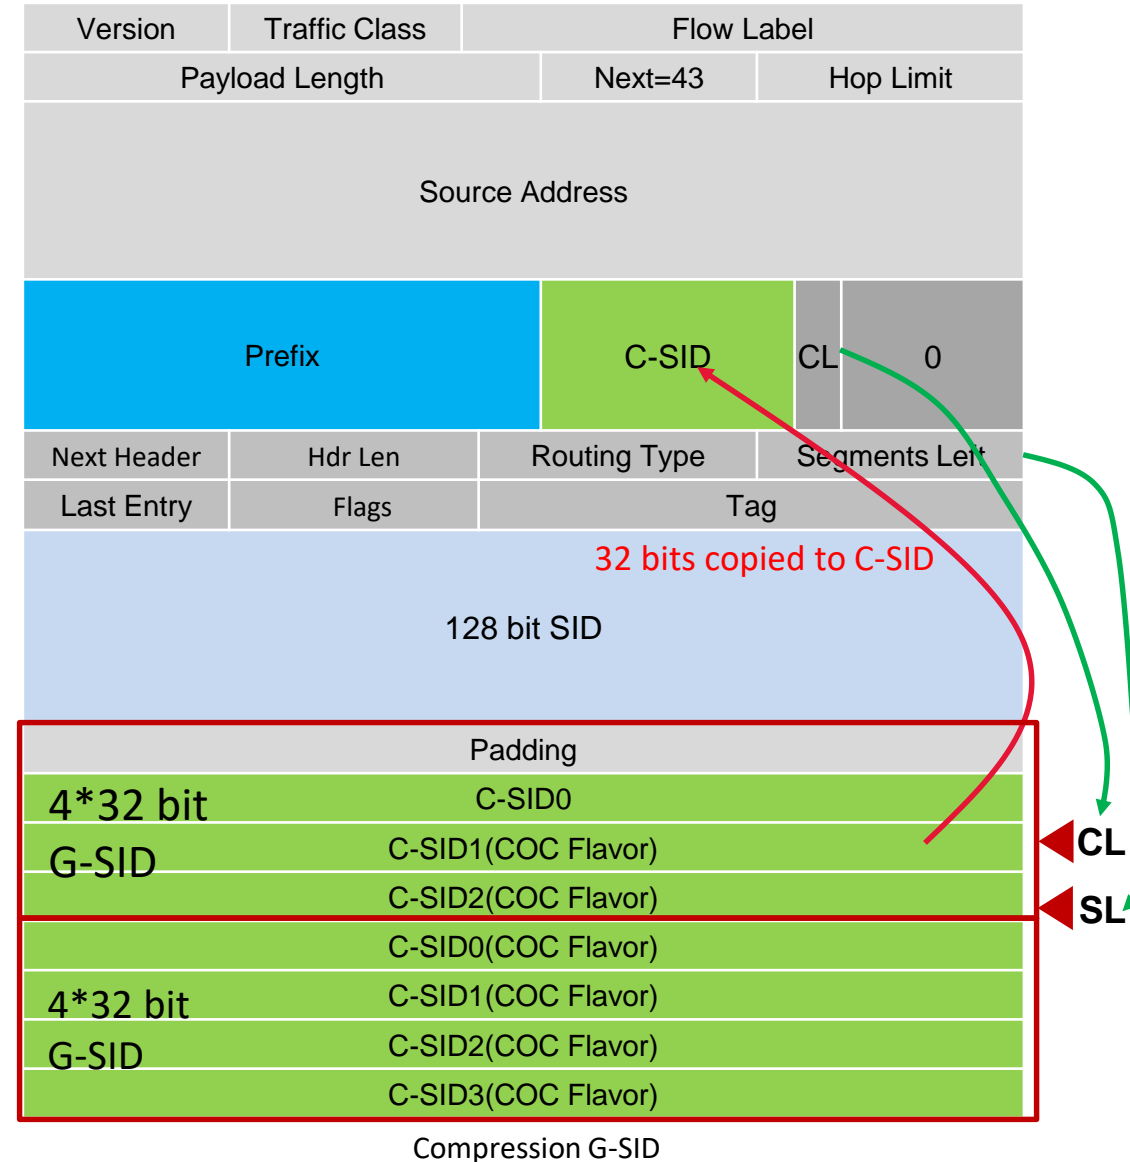 Version Traffic Class Flow Label
Payload Length Next=43 Hop Limit
Source Address
Prefix C-SID CL 0
Next Header Hdr Len Routing Type Segments Left
Last Entry Flags Tag
32 bits copied to C-SID
128 bit SID
Padding
4*32 bit C-SID0
G-SID C-SID1(COC Flavor) CL
C-SID2(COC Flavor) SL
C-SID0(COC Flavor)
4*32 bit C-SID1(COC Flavor)
G-SID C-SID2(COC Flavor)
C-SID3(COC Flavor)
Compression G-SID